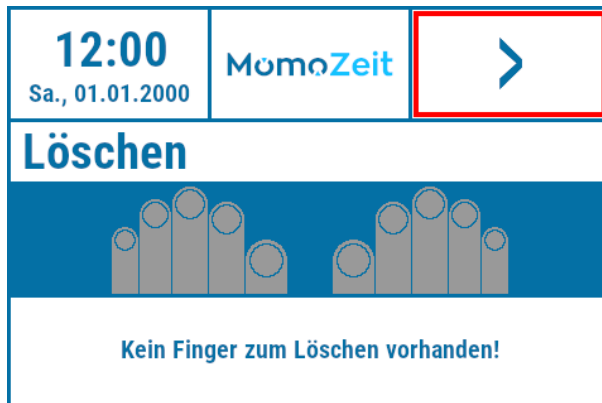 12:00
Sa., 01.01.2000
MomoZeit
>
Löschen
Kein Finger zum Löschen vorhanden!